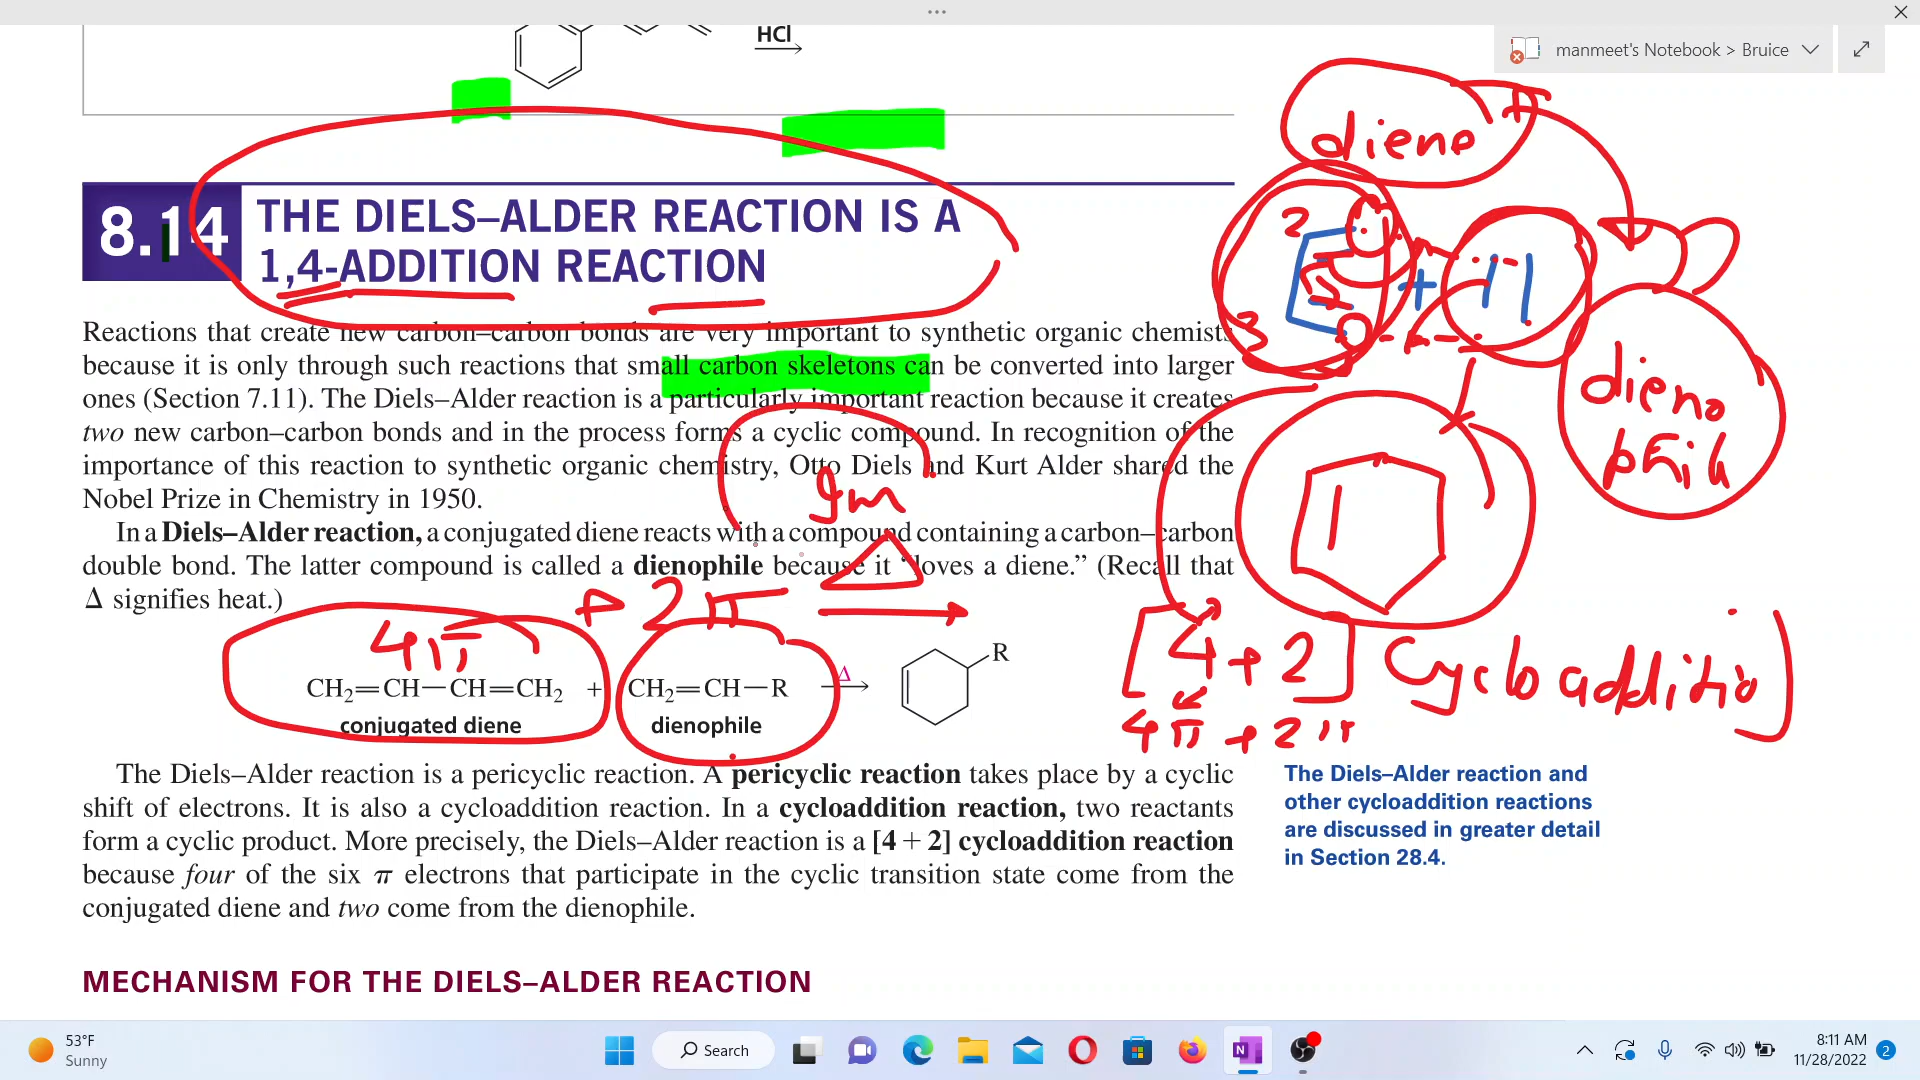 HCl
manmeet's Notebook > Bruice
diene
8.14 THE DIELS–ALDER REACTION IS A
1,4-ADDITION REACTION
2
+
3
Reactions that create new carbon–carbon bonds are very important to synthetic organic chemists
because it is only through such reactions that small carbon skeletons can be converted into larger
ones (Section 7.11). The Diels–Alder reaction is a particularly important reaction because it creates
two new carbon–carbon bonds and in the process forms a cyclic compound. In recognition of the
importance of this reaction to synthetic organic chemistry, Otto Diels and Kurt Alder shared the
Nobel Prize in Chemistry in 1950.
In a Diels–Alder reaction, a conjugated diene reacts with a compound containing a carbon–carbon
double bond. The latter compound is called a dienophile because it “loves a diene.” (Recall that
Δ signifies heat.)
4π + 2π Δ
CH₂=CH—CH=CH₂ + CH₂=CH—R Δ R
conjugated diene dienophile
[4+2] Cycloaddition
4π+2π
The Diels–Alder reaction is a pericyclic reaction. A pericyclic reaction takes place by a cyclic
shift of electrons. It is also a cycloaddition reaction. In a cycloaddition reaction, two reactants
form a cyclic product. More precisely, the Diels–Alder reaction is a [4 + 2] cycloaddition reaction
because four of the six π electrons that participate in the cyclic transition state come from the
conjugated diene and two come from the dienophile.
The Diels–Alder reaction and
other cycloaddition reactions
are discussed in greater detail
in Section 28.4.
MECHANISM FOR THE DIELS–ALDER REACTION
53°F
Sunny
Search
8:11 AM
11/28/2022
2